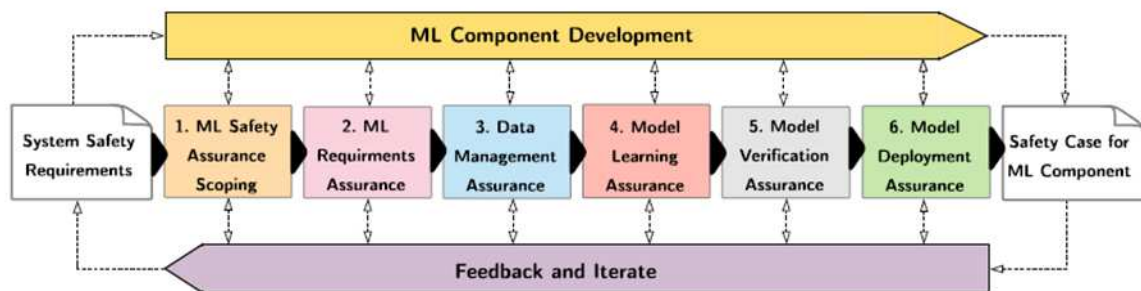 ML Component Development
System Safety
Requirements
1. ML Safety
Assurance
Scoping
2. ML
Requirments
Assurance
3. Data
Management
Assurance
4. Model
Learning
Assurance
5. Model
Verification
Assurance
6. Model
Deployment
Assurance
Safety Case for
ML Component
Feedback and Iterate